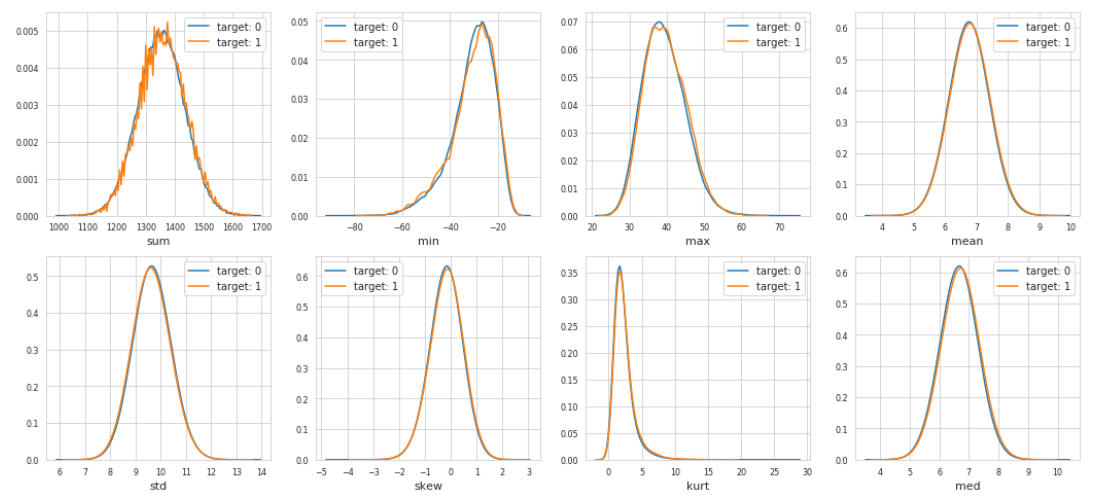 0.005
0.004
0.003
0.002
0.001
0.000
target: 0
target: 1
1000 1100 1200 1300 1400 1500 1600 1700
sum
0.05
0.04
0.03
0.02
0.01
0.00
target: 0
target: 1
−80 −60 −40 −20
min
0.07
0.06
0.05
0.04
0.03
0.02
0.01
0.00
target: 0
target: 1
20 30 40 50 60 70
max
0.6
0.5
0.4
0.3
0.2
0.1
0.0
target: 0
target: 1
4 5 6 7 8 9 10
mean
0.5
0.4
0.3
0.2
0.1
0.0
target: 0
target: 1
6 7 8 9 10 11 12 13 14
std
0.6
0.5
0.4
0.3
0.2
0.1
0.0
target: 0
target: 1
−5 −4 −3 −2 −1 0 1 2 3
skew
0.35
0.30
0.25
0.20
0.15
0.10
0.05
0.00
target: 0
target: 1
0 5 10 15 20 25 30
kurt
0.6
0.5
0.4
0.3
0.2
0.1
0.0
target: 0
target: 1
4 5 6 7 8 9 10
med